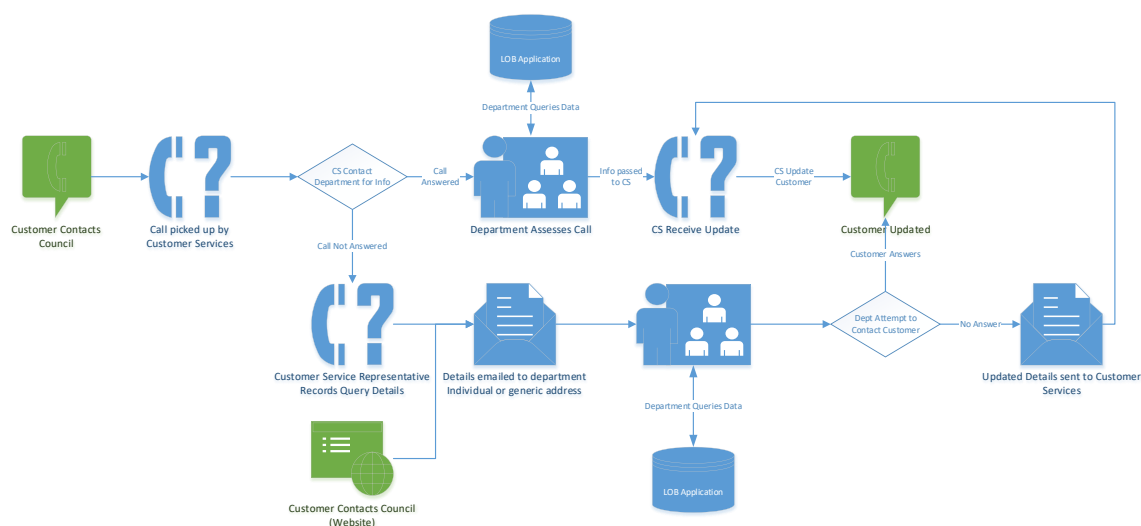 LOB Application
Department Queries Data
CS Contact
Department for Info
Call
Answered
Info passed
to CS
CS Update
Customer
Customer Contacts
Council
Call picked up by
Customer Services
Department Assesses Call
CS Receive Update
Customer Updated
Call Not Answered
Customer Answers
Dept Attempt to
Contact Customer
No Answer
Customer Service Representative
Records Query Details
Details emailed to department
Individual or generic address
Updated Details sent to Customer
Services
Department Queries Data
LOB Application
Customer Contacts Council
(Website)